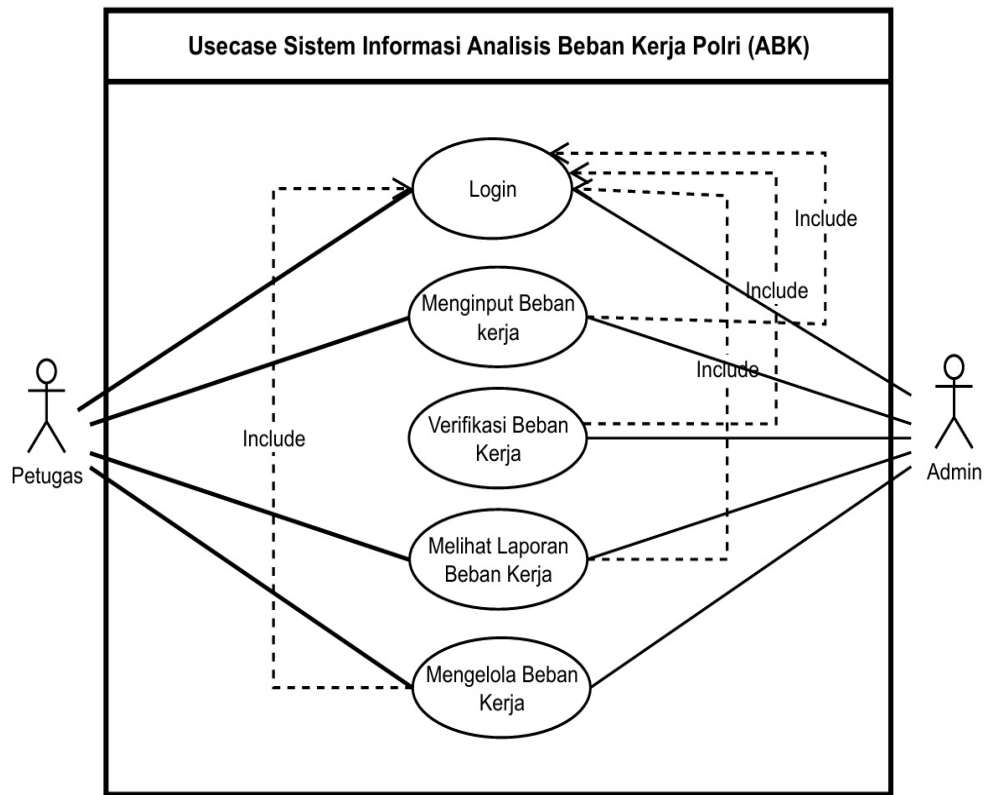 Usecase Sistem Informasi Analisis Beban Kerja Polri (ABK)
Login
Include
Menginput Beban
kerja
Include
Include
Verifikasi Beban
Kerja
Include
Petugas
Admin
Melihat Laporan
Beban Kerja
Mengelola Beban
Kerja